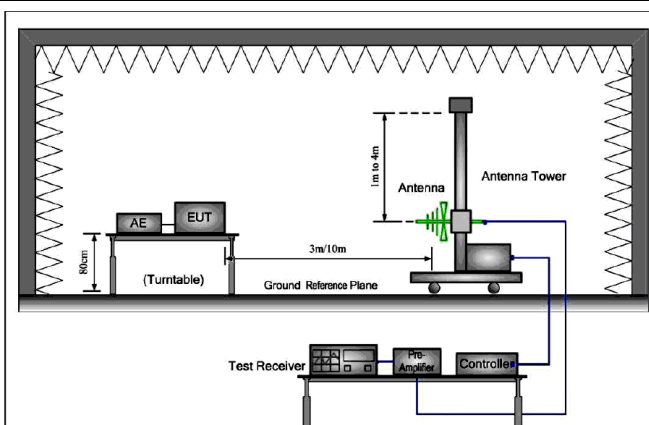 1m to 4m
Antenna
Antenna Tower
AE
EUT
3m/10m
80cm
(Turntable)
Ground Reference Plane
Test Receiver
Pre-
Amplifier
Controller